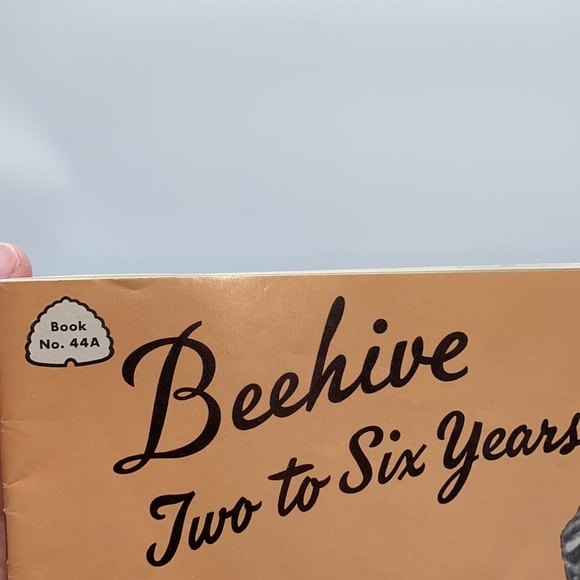 Book
No. 44A
Beehive
Two to Six Years